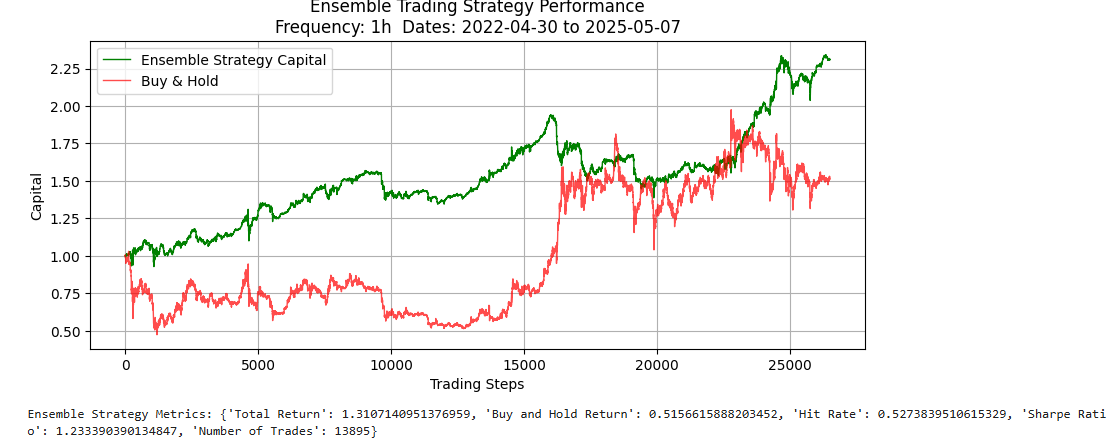 Ensemble Trading Strategy Performance
Frequency: 1h  Dates: 2022-04-30 to 2025-05-07
Ensemble Strategy Capital
Buy & Hold
2.25
2.00
1.75
1.50
1.25
1.00
0.75
0.50
Capital
0
5000
10000
15000
20000
25000
Trading Steps
Ensemble Strategy Metrics: {'Total Return': 1.3107140951376959, 'Buy and Hold Return': 0.5156615888203452, 'Hit Rate': 0.5273839510615329, 'Sharpe Rati
o': 1.233390390134847, 'Number of Trades': 13895}